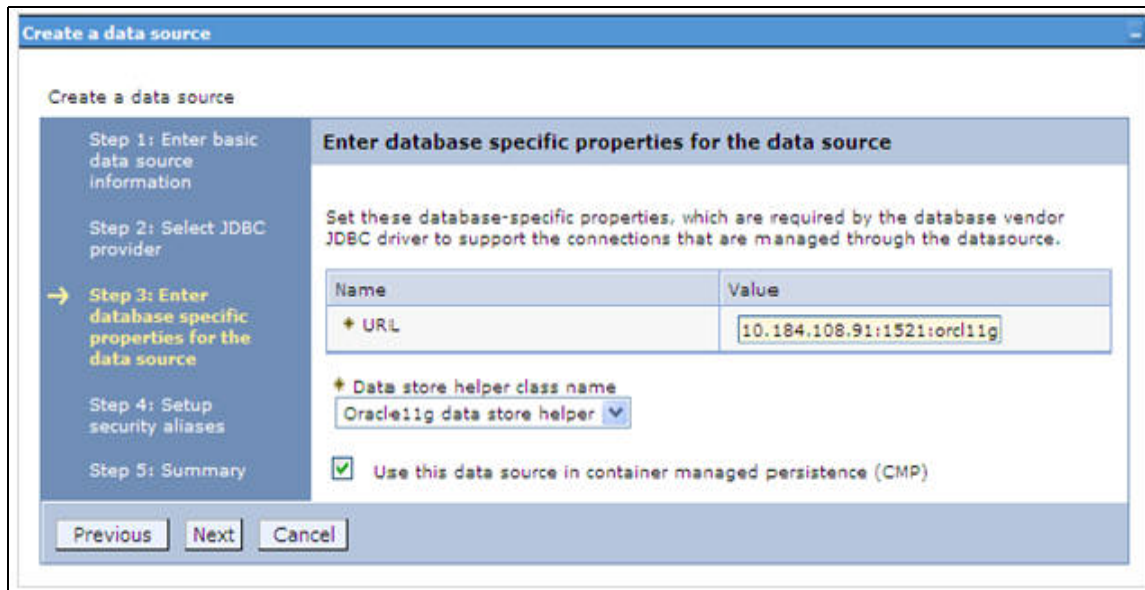 Create a data source
Create a data source
Step 1: Enter basic
data source
information
Step 2: Select JDBC
provider
Step 3: Enter
database specific
properties for the
data source
Step 4: Setup
security aliases
Step 5: Summary
Enter database specific properties for the data source
Set these database-specific properties, which are required by the database vendor
JDBC driver to support the connections that are managed through the datasource.
Name Value
URL 10.184.108.91:1521:orcl11g
Data store helper class name
Oracle11g data store helper
Use this data source in container managed persistence (CMP)
Previous Next Cancel